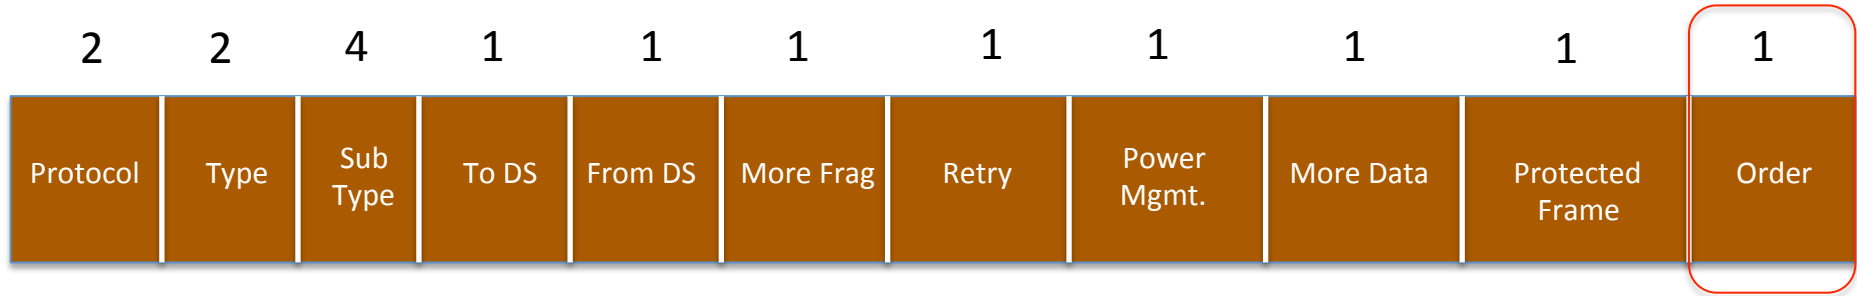 2 2 4 1 1 1 1 1 1 1 1
Protocol Type Sub Type To DS From DS More Frag Retry Power Mgmt. More Data Protected Frame Order